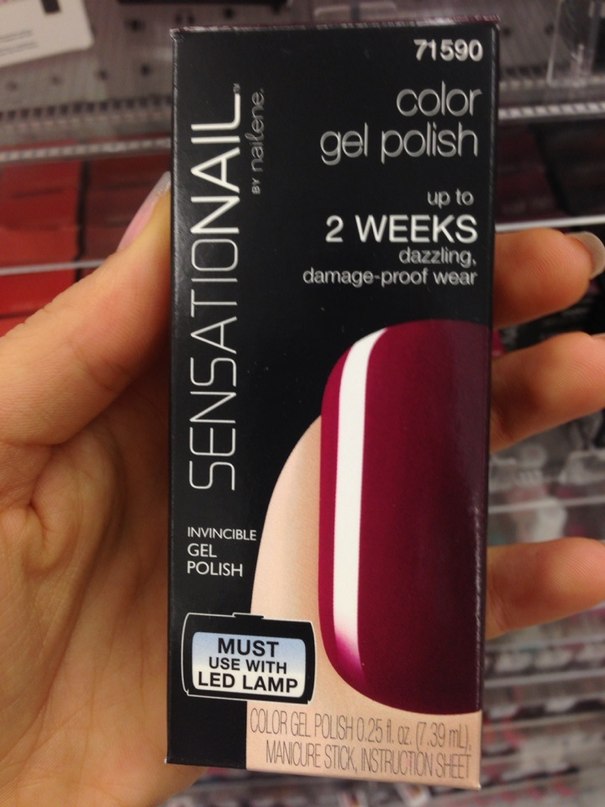 71590
SENSATIONAIL™
BY nailene.
color
gel polish
up to
2 WEEKS
dazzling,
damage-proof wear
INVINCIBLE
GEL
POLISH
MUST
USE WITH
LED LAMP
COLOR GEL POLISH 0.25 fl. oz. (7.39 mL),
MANICURE STICK, INSTRUCTION SHEET